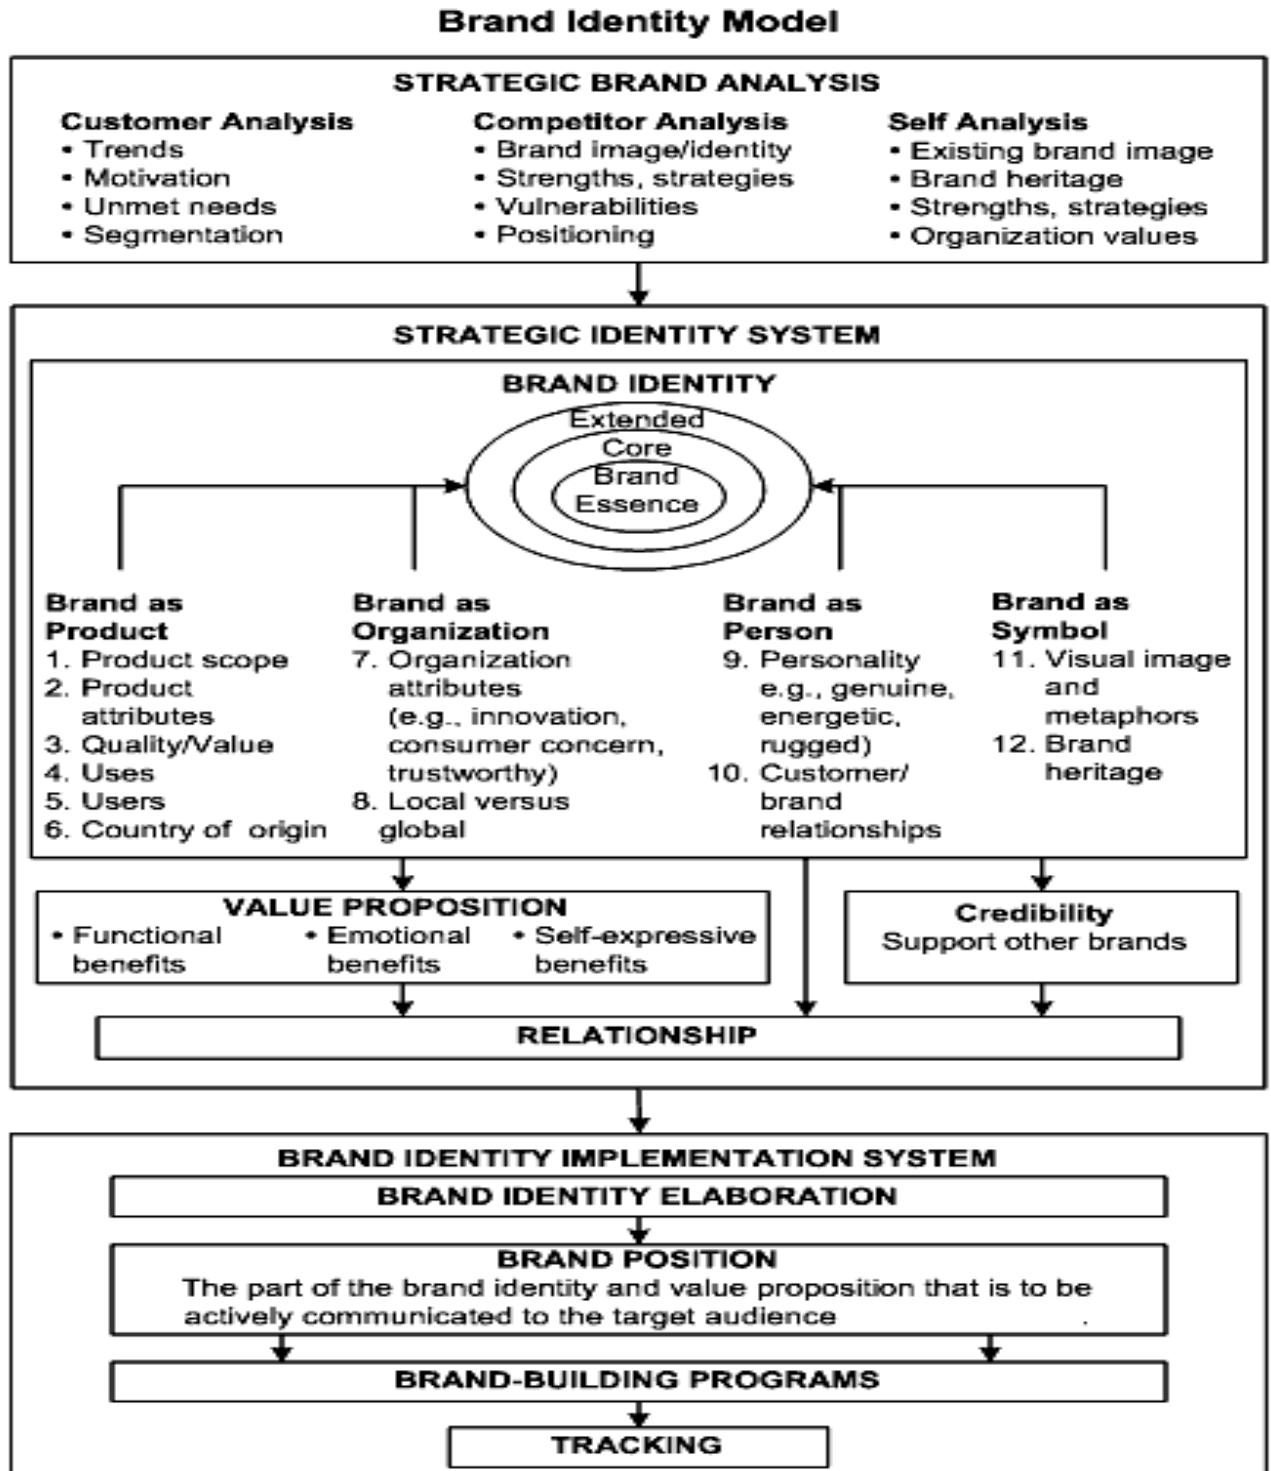 Brand Identity Model
STRATEGIC BRAND ANALYSIS
Customer Analysis
• Trends
• Motivation
• Unmet needs
• Segmentation
Competitor Analysis
• Brand image/identity
• Strengths, strategies
• Vulnerabilities
• Positioning
Self Analysis
• Existing brand image
• Brand heritage
• Strengths, strategies
• Organization values
STRATEGIC IDENTITY SYSTEM
BRAND IDENTITY
Extended
Core
Brand
Essence
Brand as
Product
1. Product scope
2. Product
attributes
3. Quality/Value
4. Uses
5. Users
6. Country of origin
Brand as
Organization
7. Organization
attributes
(e.g., innovation,
consumer concern,
trustworthy)
8. Local versus
global
Brand as
Person
9. Personality
e.g., genuine,
energetic,
rugged)
10. Customer/
brand
relationships
Brand as
Symbol
11. Visual image
and
metaphors
12. Brand
heritage
VALUE PROPOSITION
• Functional
benefits
• Emotional
benefits
• Self-expressive
benefits
Credibility
Support other brands
RELATIONSHIP
BRAND IDENTITY IMPLEMENTATION SYSTEM
BRAND IDENTITY ELABORATION
BRAND POSITION
The part of the brand identity and value proposition that is to be
actively communicated to the target audience .
BRAND-BUILDING PROGRAMS
TRACKING